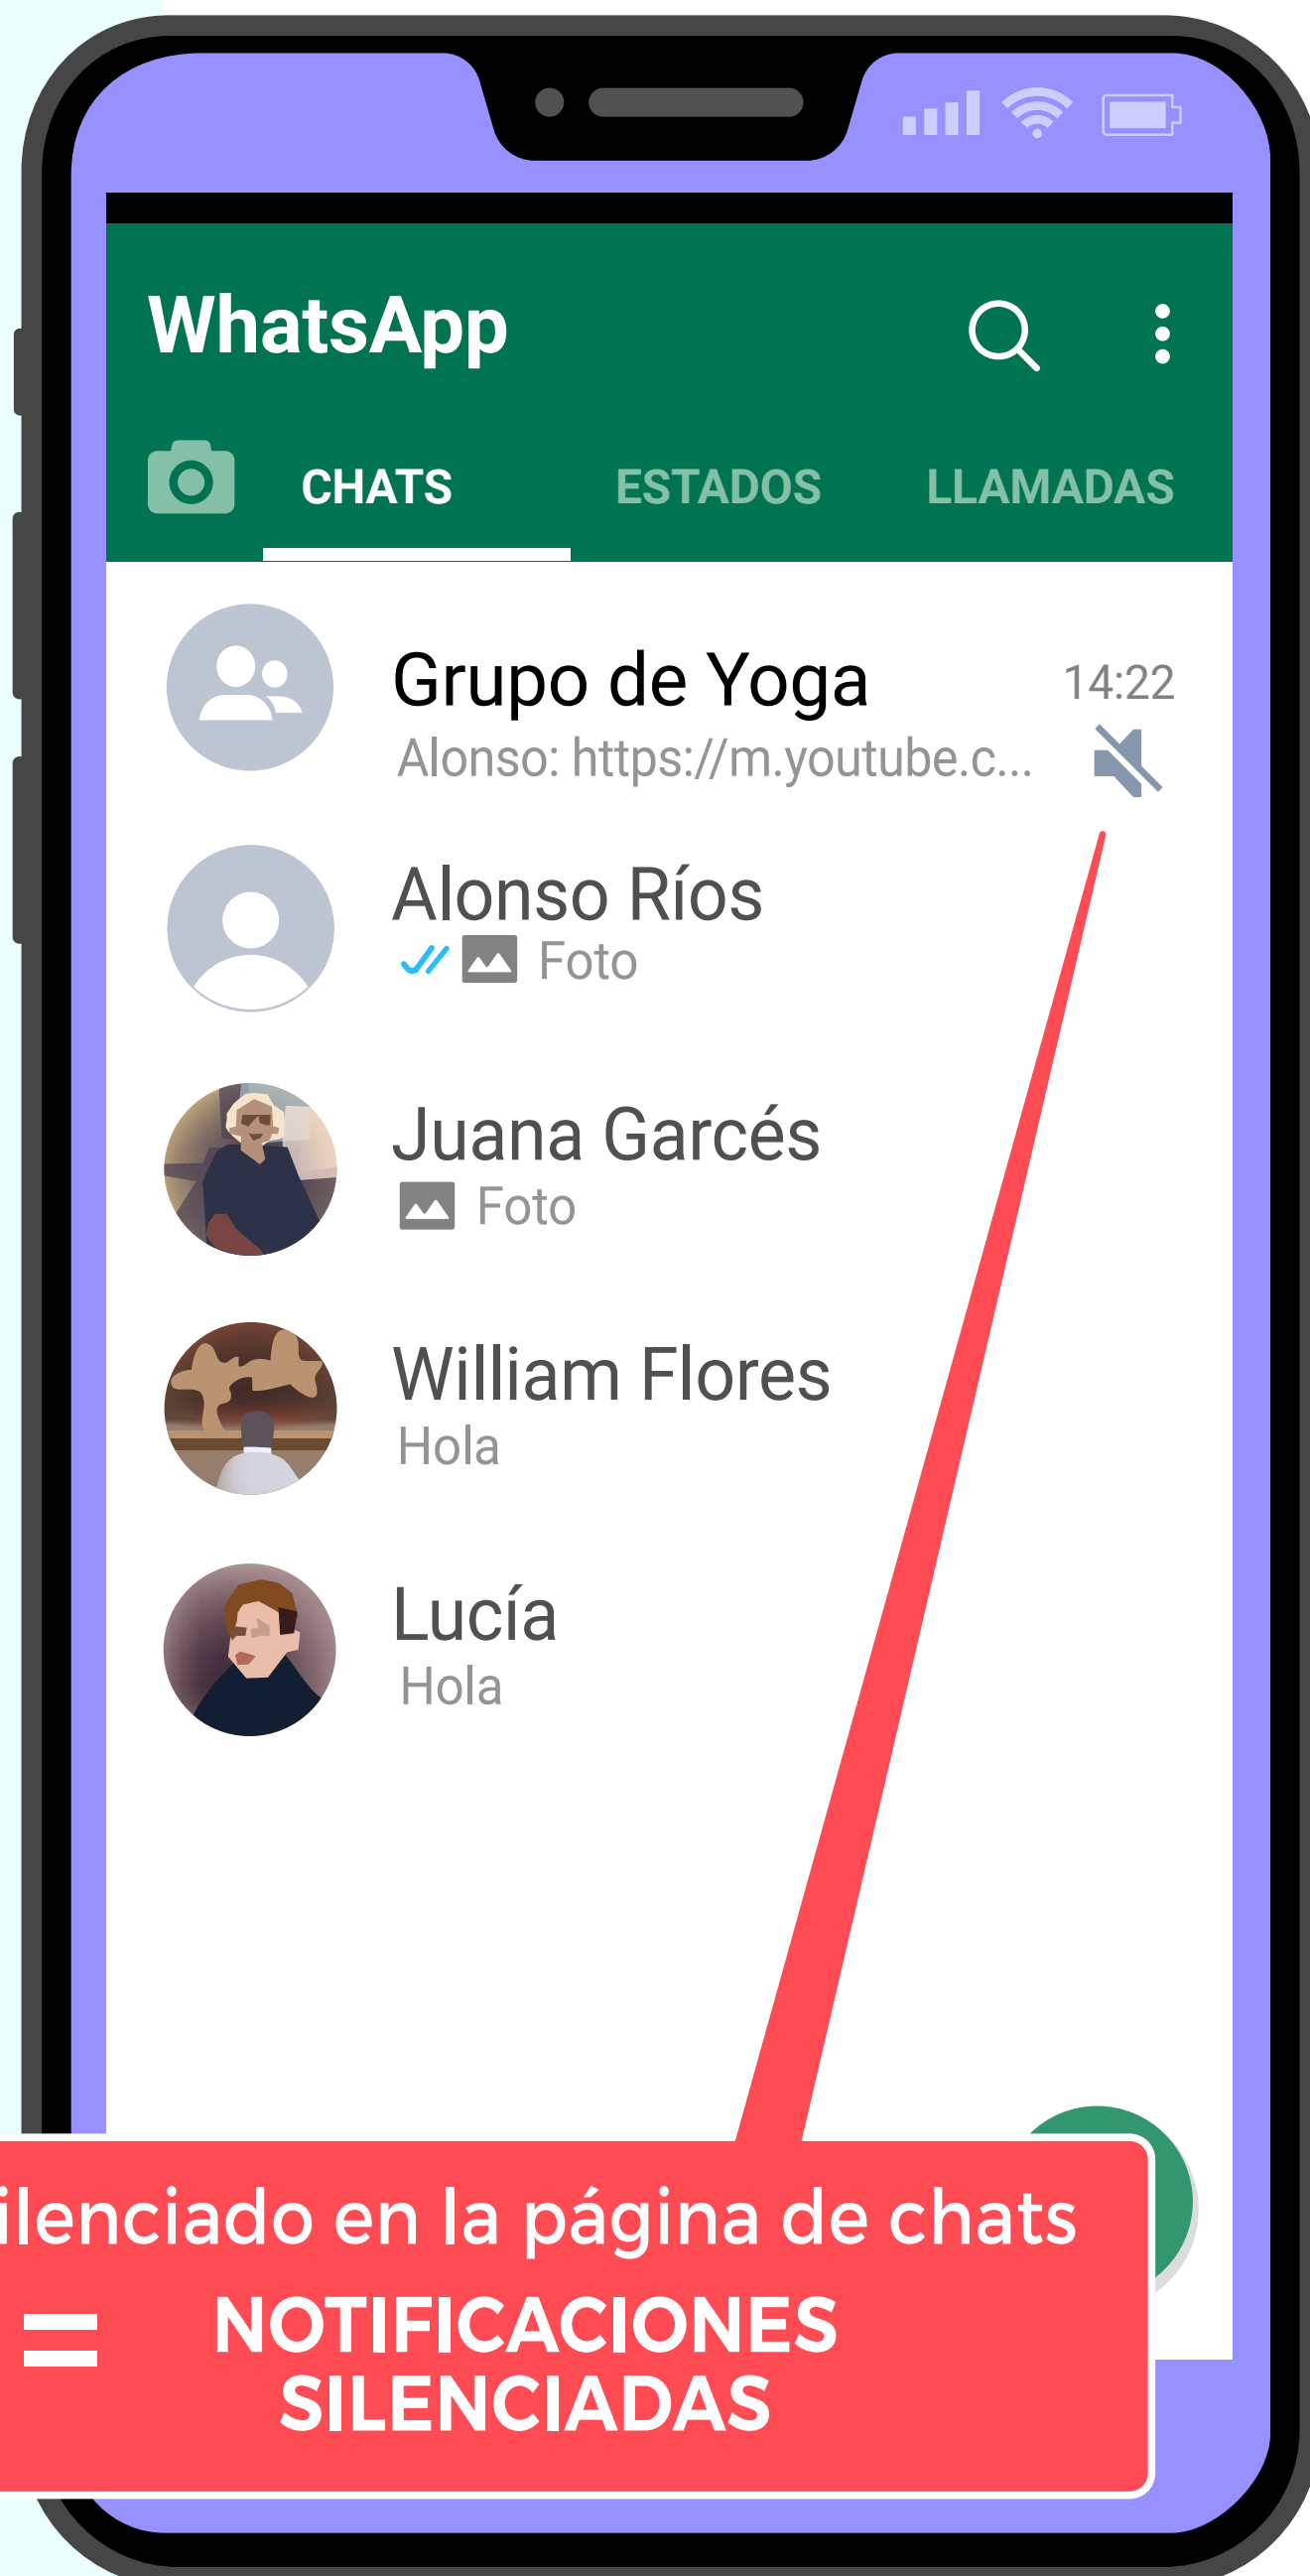 WhatsApp
CHATS ESTADOS LLAMADAS
Grupo de Yoga 14:22
Alonso: https://m.youtube.c...
Alonso Ríos
Foto
Juana Garcés
Foto
William Flores
Hola
Lucía
Hola
ilenciado en la página de chats
= NOTIFICACIONES
SILENCIADAS